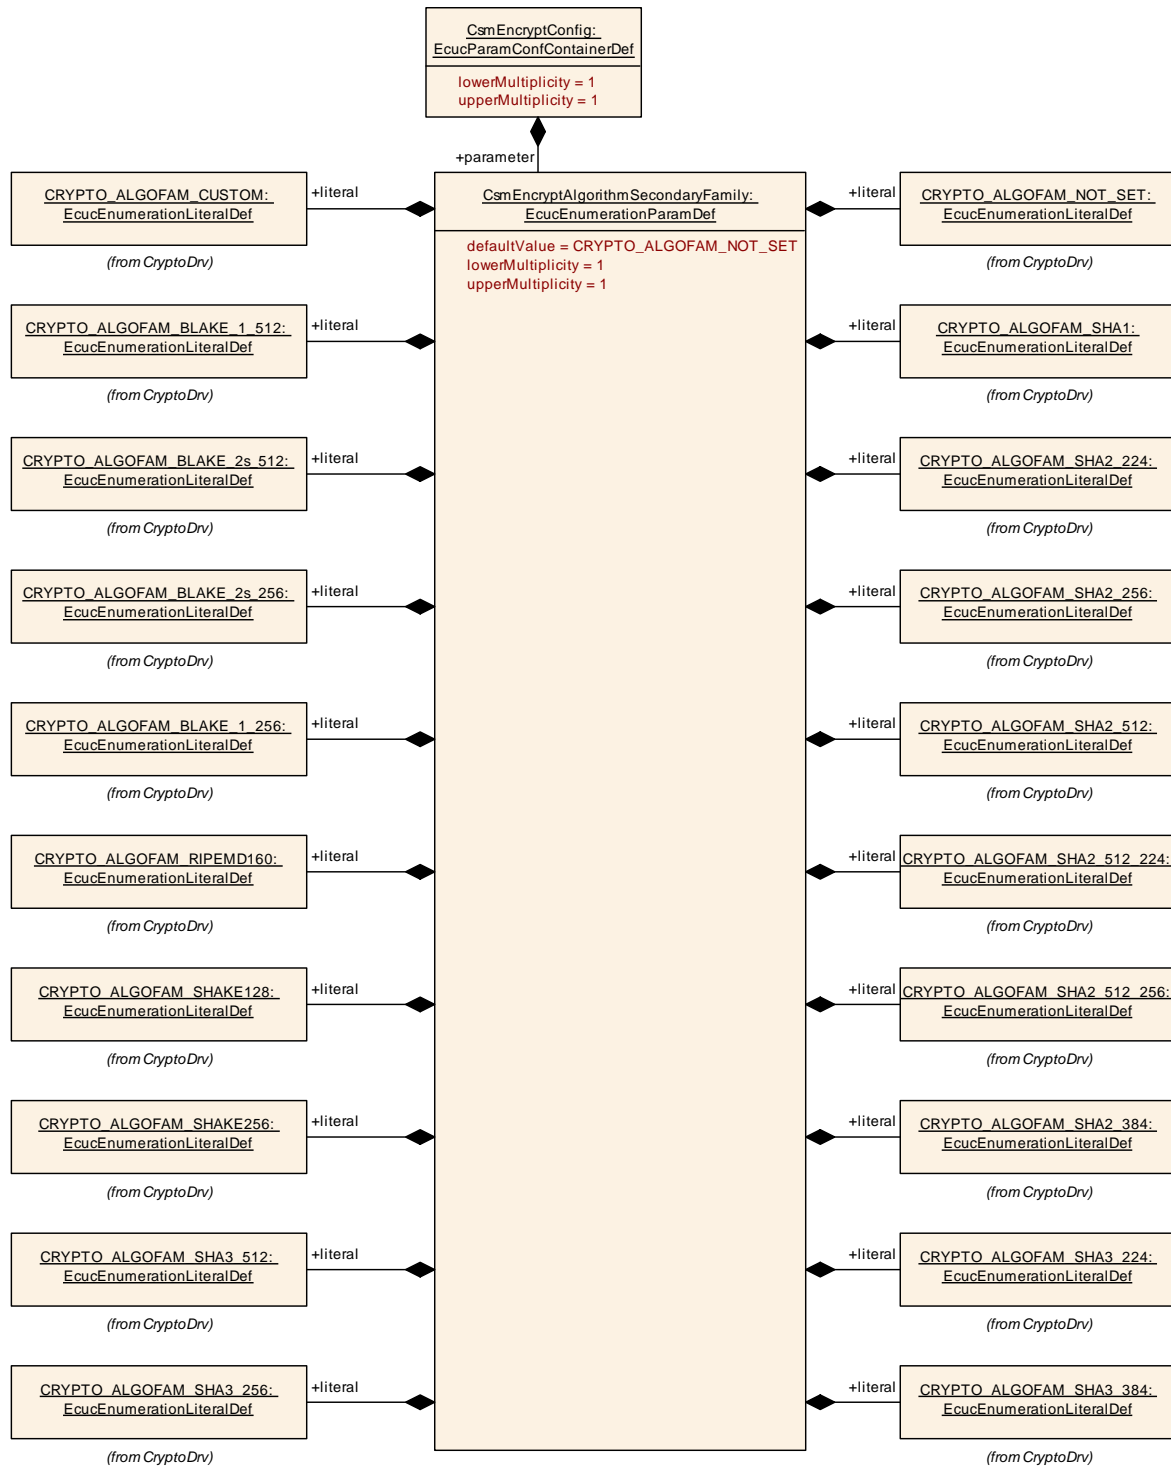 CsmEncryptConfig:
EcucParamConfContainerDef
lowerMultiplicity = 1
upperMultiplicity = 1
+parameter
CsmEncryptAlgorithmSecondaryFamily:
EcucEnumerationParamDef
defaultValue = CRYPTO_ALGOFAM_NOT_SET
lowerMultiplicity = 1
upperMultiplicity = 1
CRYPTO_ALGOFAM_CUSTOM:
EcucEnumerationLiteralDef
(from CryptoDrv)
+literal
+literal
CRYPTO_ALGOFAM_NOT_SET:
EcucEnumerationLiteralDef
(from CryptoDrv)
CRYPTO_ALGOFAM_BLAKE_1_512:
EcucEnumerationLiteralDef
(from CryptoDrv)
+literal
+literal
CRYPTO_ALGOFAM_SHA1:
EcucEnumerationLiteralDef
(from CryptoDrv)
CRYPTO_ALGOFAM_BLAKE_2s_512:
EcucEnumerationLiteralDef
(from CryptoDrv)
+literal
+literal
CRYPTO_ALGOFAM_SHA2_224:
EcucEnumerationLiteralDef
(from CryptoDrv)
CRYPTO_ALGOFAM_BLAKE_2s_256:
EcucEnumerationLiteralDef
(from CryptoDrv)
+literal
+literal
CRYPTO_ALGOFAM_SHA2_256:
EcucEnumerationLiteralDef
(from CryptoDrv)
CRYPTO_ALGOFAM_BLAKE_1_256:
EcucEnumerationLiteralDef
(from CryptoDrv)
+literal
+literal
CRYPTO_ALGOFAM_SHA2_512:
EcucEnumerationLiteralDef
(from CryptoDrv)
CRYPTO_ALGOFAM_RIPEMD160:
EcucEnumerationLiteralDef
(from CryptoDrv)
+literal
+literal
CRYPTO_ALGOFAM_SHA2_512_224:
EcucEnumerationLiteralDef
(from CryptoDrv)
CRYPTO_ALGOFAM_SHAKE128:
EcucEnumerationLiteralDef
(from CryptoDrv)
+literal
+literal
CRYPTO_ALGOFAM_SHA2_512_256:
EcucEnumerationLiteralDef
(from CryptoDrv)
CRYPTO_ALGOFAM_SHAKE256:
EcucEnumerationLiteralDef
(from CryptoDrv)
+literal
+literal
CRYPTO_ALGOFAM_SHA2_384:
EcucEnumerationLiteralDef
(from CryptoDrv)
CRYPTO_ALGOFAM_SHA3_512:
EcucEnumerationLiteralDef
(from CryptoDrv)
+literal
+literal
CRYPTO_ALGOFAM_SHA3_224:
EcucEnumerationLiteralDef
(from CryptoDrv)
CRYPTO_ALGOFAM_SHA3_256:
EcucEnumerationLiteralDef
(from CryptoDrv)
+literal
+literal
CRYPTO_ALGOFAM_SHA3_384:
EcucEnumerationLiteralDef
(from CryptoDrv)